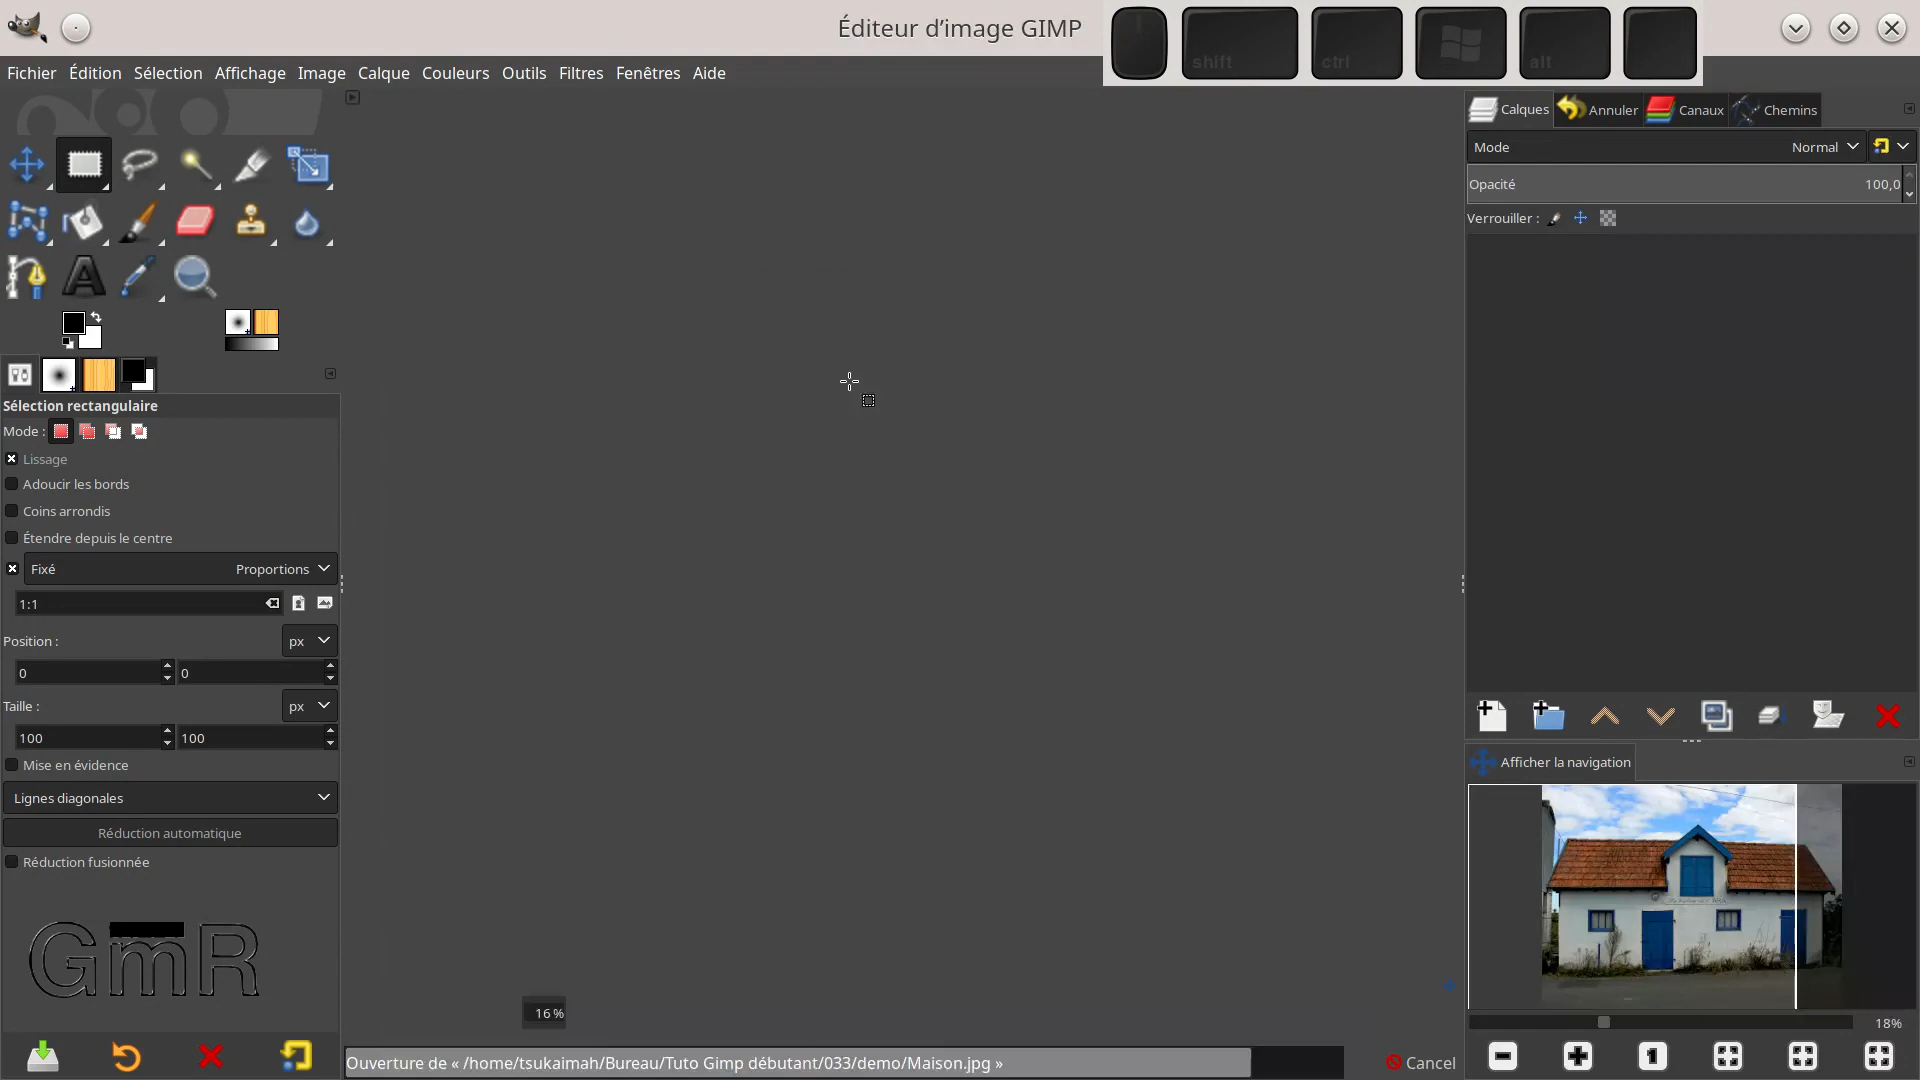 Éditeur d'image GIMP
shift
ctrl
alt
Fichier Édition Sélection Affichage Image Calque Couleurs Outils Filtres Fenêtres Aide
Calques
Annuler
Canaux
Chemins
Mode Normal
Opacité 100,0
Verrouiller :
Sélection rectangulaire
Mode :
Lissage
Adoucir les bords
Coins arrondis
Étendre depuis le centre
Fixé Proportions
1:1
Position : px
0 0
Taille : px
100 100
Mise en évidence
Lignes diagonales
Réduction automatique
Réduction fusionnée
GmR
Afficher la navigation
18%
1
16 %
Ouverture de « /home/tsukaimah/Bureau/Tuto Gimp débutant/033/demo/Maison.jpg »
Cancel